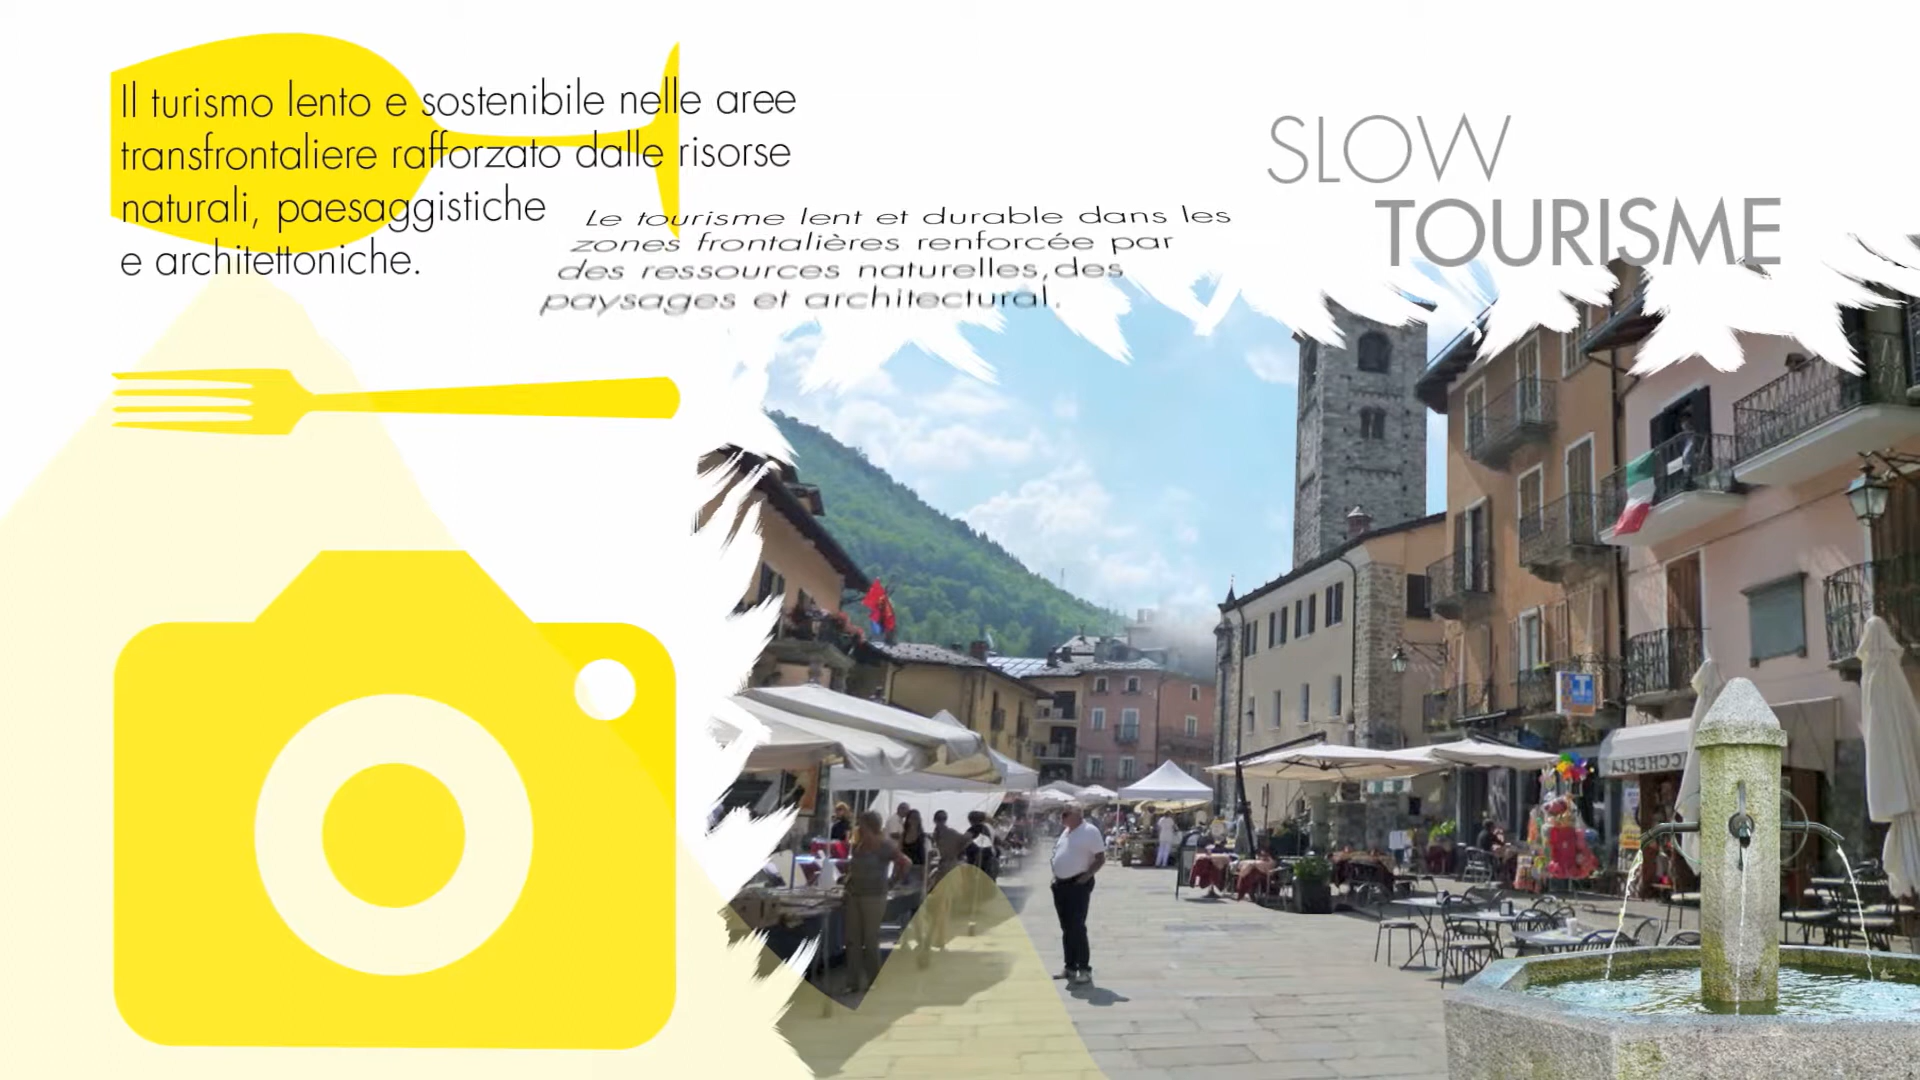 Il turismo lento e sostenibile nelle aree
transfrontaliere rafforzato dalle risorse
naturali, paesaggistiche
e architettoniche.
Le tourisme lent et durable dans les
zones frontalières renforcée par
des ressources naturelles,des
paysages et architectural.
SLOW
TOURISME
T